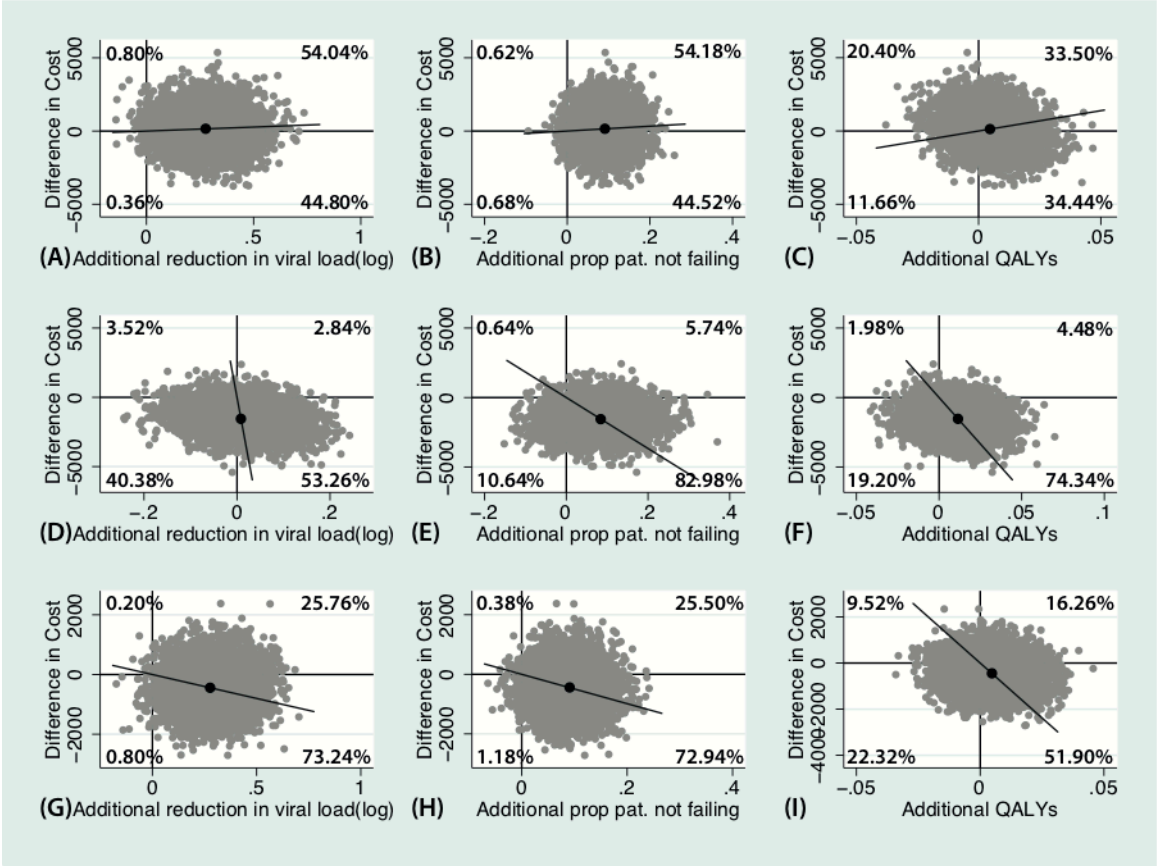 0.80% 54.04%
5000
0
−5000
Difference in Cost
0.36% 44.80%
0 .5 1
(A) Additional reduction in viral load(log)
0.62% 54.18%
5000
0
−5000
Difference in Cost
0.68% 44.52%
−.2 0 .2 .4
(B) Additional prop pat. not failing
20.40% 33.50%
5000
0
−5000
Difference in Cost
11.66% 34.44%
−.05 0 .05
(C) Additional QALYs
3.52% 2.84%
5000
0
−5000
Difference in Cost
40.38% 53.26%
−.2 0 .2
(D) Additional reduction in viral load(log)
0.64% 5.74%
5000
0
−5000
Difference in Cost
10.64% 82.98%
−.2 0 .2 .4
(E) Additional prop pat. not failing
1.98% 4.48%
5000
0
−5000
Difference in Cost
19.20% 74.34%
−.05 0 .05 .1
(F) Additional QALYs
0.20% 25.76%
2000
0
−2000
Difference in Cost
0.80% 73.24%
0 .5 1
(G) Additional reduction in viral load(log)
0.38% 25.50%
2000
0
−2000
Difference in Cost
1.18% 72.94%
0 .2 .4
(H) Additional prop pat. not failing
9.52% 16.26%
2000
0
−2000
−4000
Difference in Cost
22.32% 51.90%
−.05 0 .05
(I) Additional QALYs